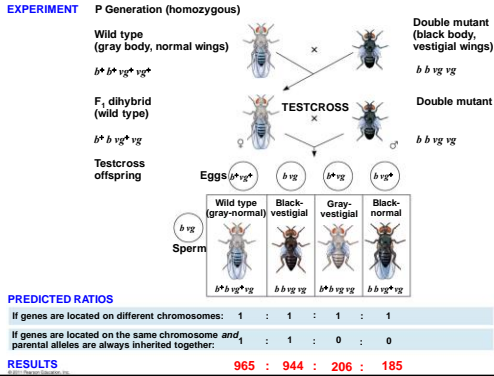 EXPERIMENT P Generation (homozygous)
Wild type
(gray body, normal wings)
b+ b+ vg+ vg+
×
Double mutant
(black body,
vestigial wings)
b b vg vg
F1 dihybrid
(wild type)
b+ b vg+ vg
♀
TESTCROSS
×
♂
Double mutant
b b vg vg
Testcross
offspring
Eggs
b+ vg+
b vg
b+ vg
b vg+
Wild type
(gray-normal)
Black-
vestigial
Gray-
vestigial
Black-
normal
b vg
Sperm
b+ b vg+ vg
b b vg vg
b+ b vg vg
b b vg+ vg
PREDICTED RATIOS
If genes are located on different chromosomes: 1 : 1 : 1 : 1
If genes are located on the same chromosome and
parental alleles are always inherited together: 1 : 1 : 0 : 0
RESULTS 965 : 944 : 206 : 185
© 2011 Pearson Education, Inc.